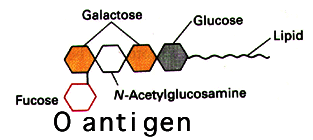 Galactose
Glucose
Lipid
N-Acetylglucosamine
Fucose
O antigen